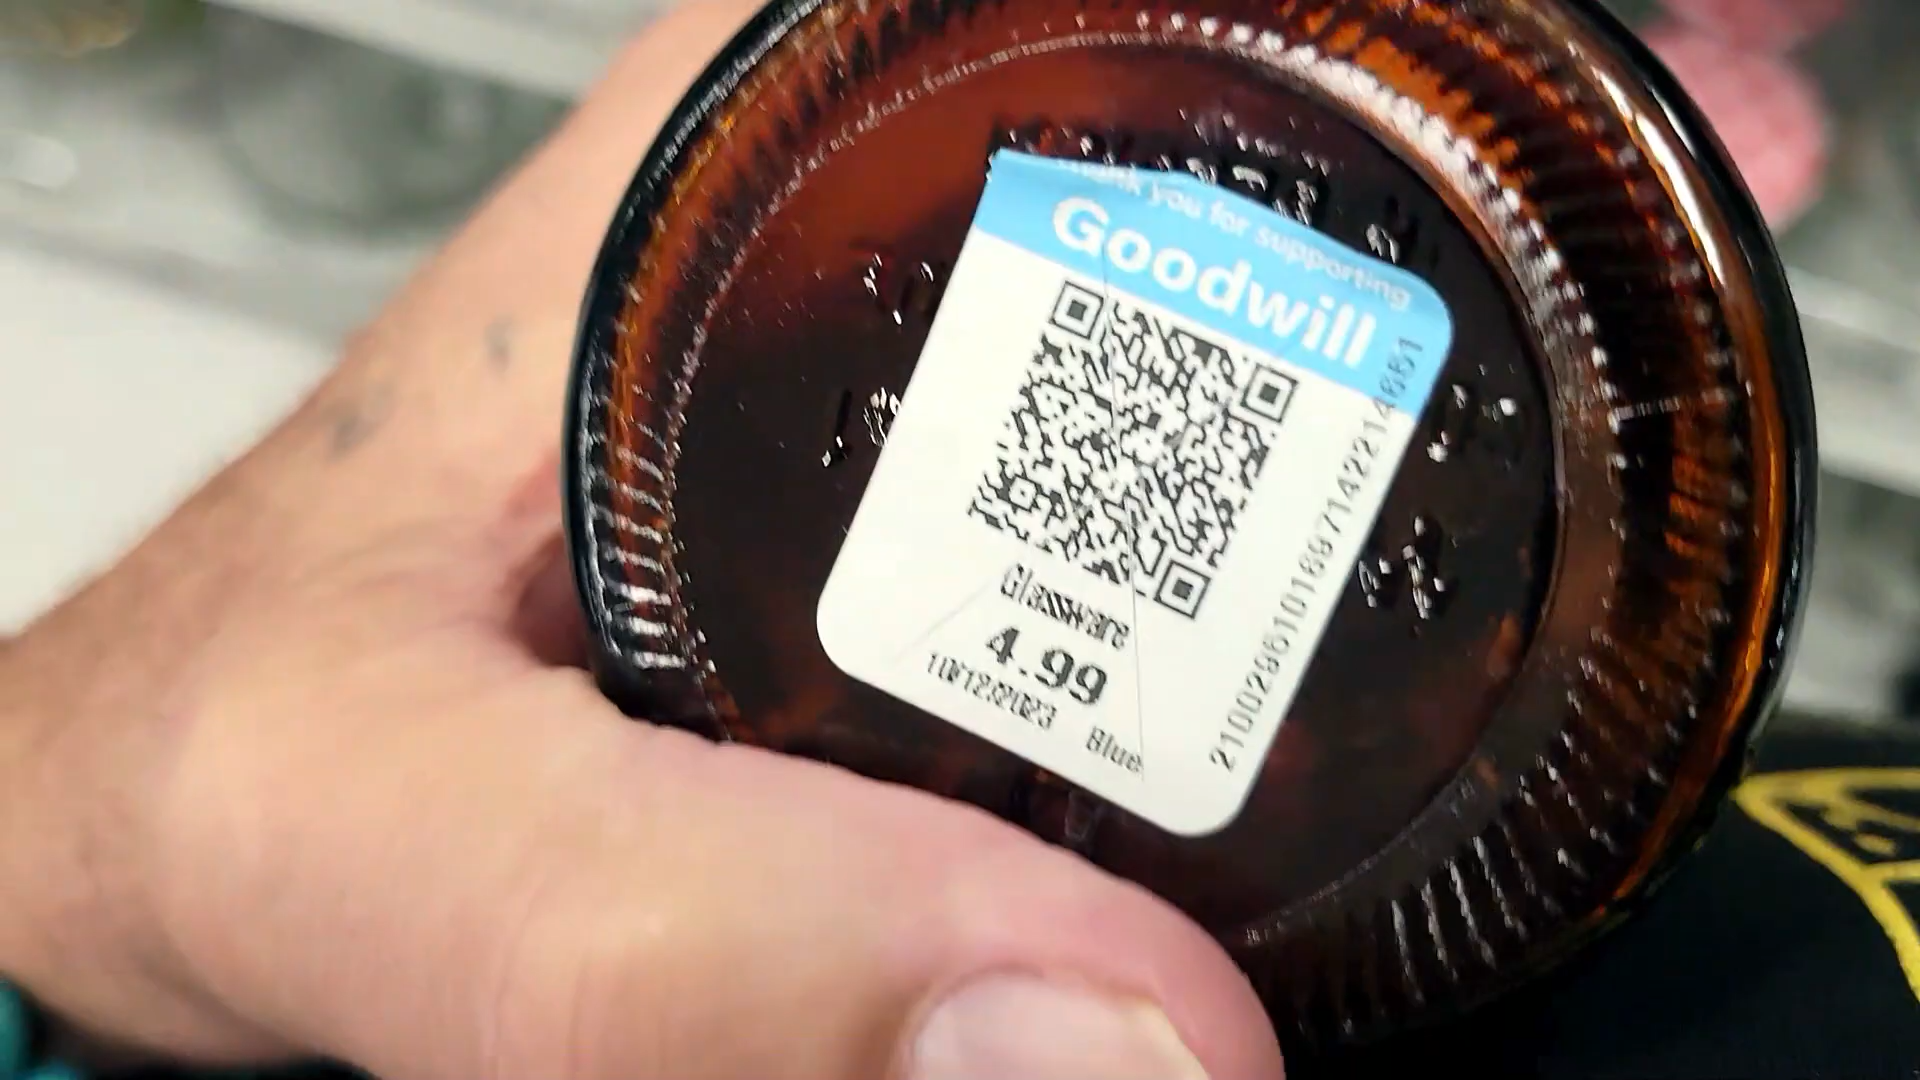 Thank you for supporting
Goodwill
Glassware
4.99
10/12/2023
Blue